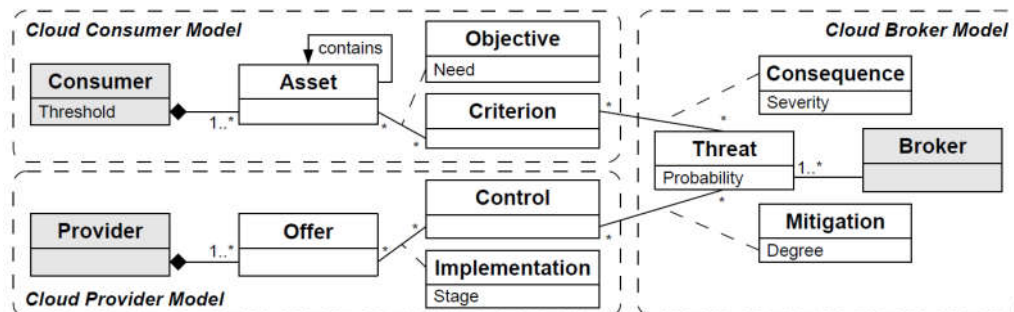 Cloud Consumer Model
Consumer
Threshold
1..*
Asset
contains
*
*
Objective
Need
Criterion
*
Cloud Provider Model
Provider
1..*
Offer
*
*
Control
*
Implementation
Stage
Cloud Broker Model
Consequence
Severity
*
Threat
Probability
*
1..*
Broker
Mitigation
Degree